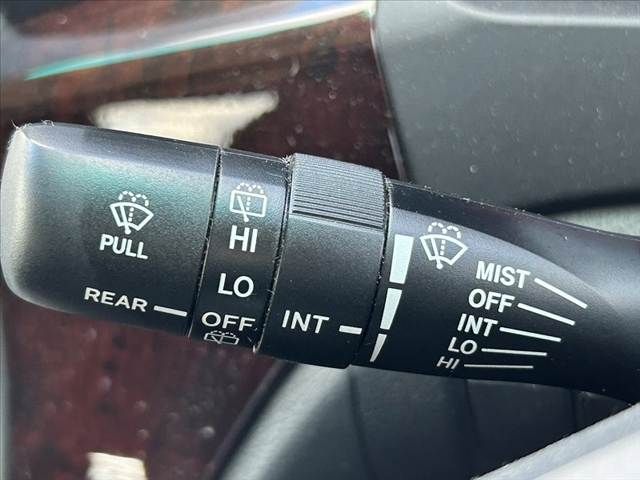 PULL
REAR
HI
LO
OFF
INT
MIST
OFF
INT
LO
HI